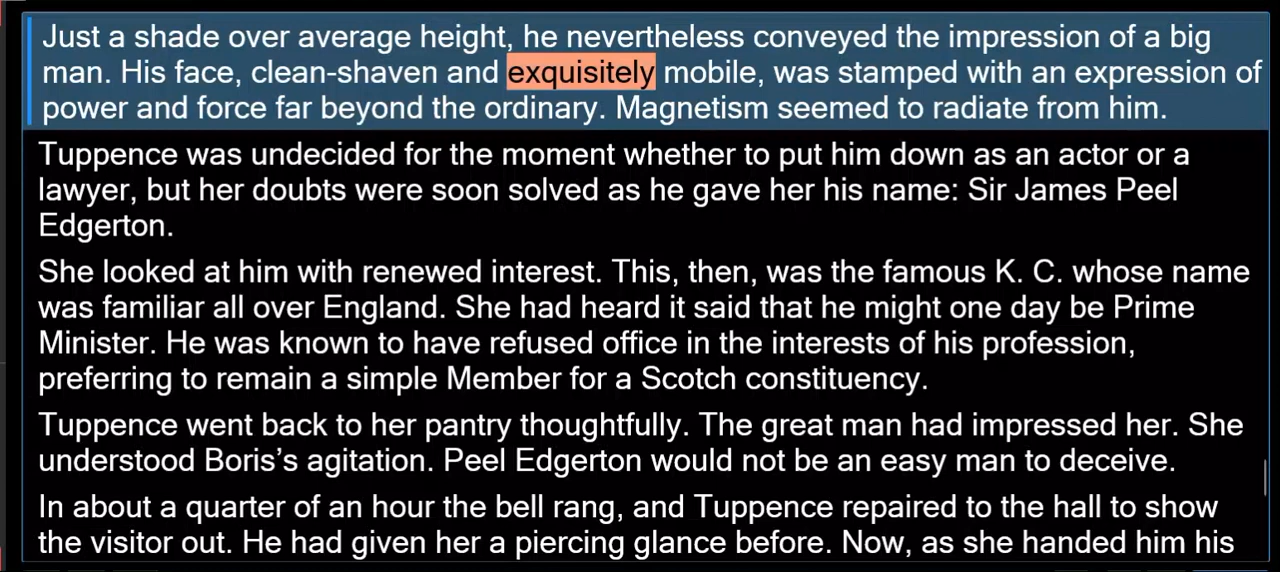 Just a shade over average height, he nevertheless conveyed the impression of a big
man. His face, clean-shaven and exquisitely mobile, was stamped with an expression of
power and force far beyond the ordinary. Magnetism seemed to radiate from him.
Tuppence was undecided for the moment whether to put him down as an actor or a
lawyer, but her doubts were soon solved as he gave her his name: Sir James Peel
Edgerton.
She looked at him with renewed interest. This, then, was the famous K. C. whose name
was familiar all over England. She had heard it said that he might one day be Prime
Minister. He was known to have refused office in the interests of his profession,
preferring to remain a simple Member for a Scotch constituency.
Tuppence went back to her pantry thoughtfully. The great man had impressed her. She
understood Boris’s agitation. Peel Edgerton would not be an easy man to deceive.
In about a quarter of an hour the bell rang, and Tuppence repaired to the hall to show
the visitor out. He had given her a piercing glance before. Now, as she handed him his